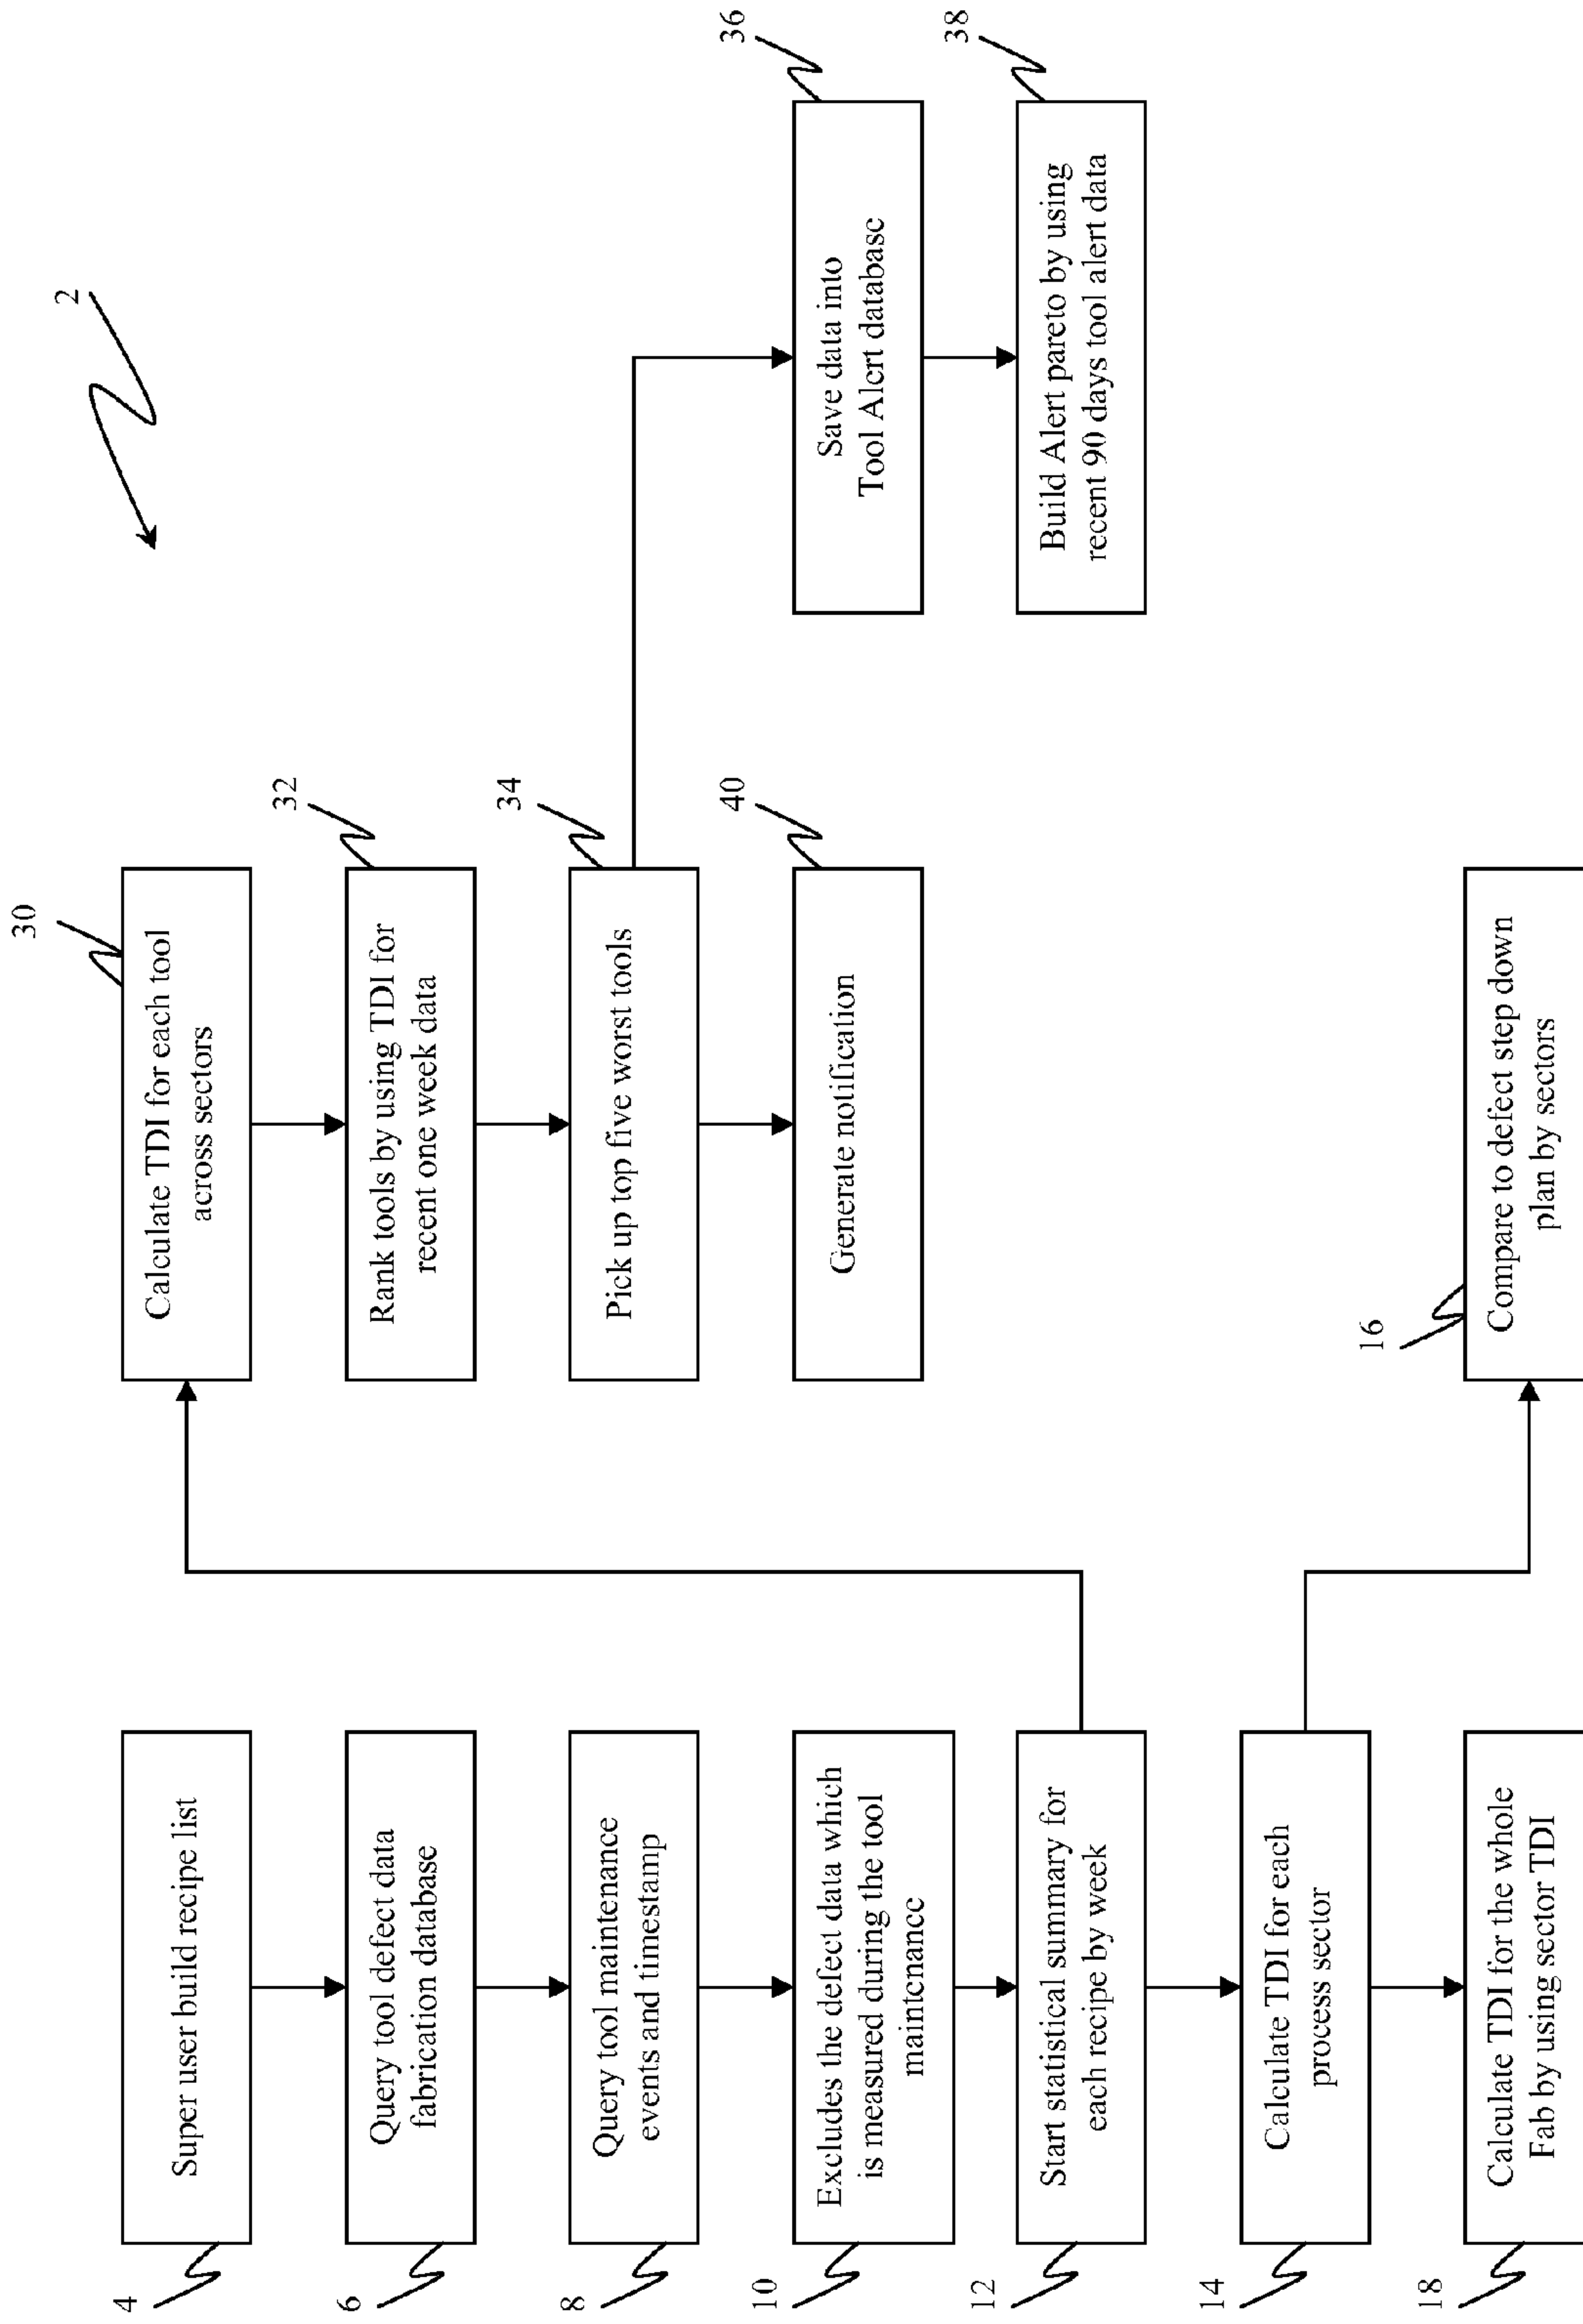 2
4
Super user build recipe list
6
Query tool defect data
fabrication database
8
Query tool maintenance
events and timestamp
10
Excludes the defect data which
is measured during the tool
maintenance
12
Start statistical summary for
each recipe by week
14
Calculate TDI for each
process sector
18
Calculate TDI for the whole
Fab by using sector TDI
30
Calculate TDI for each tool
across sectors
32
Rank tools by using TDI for
recent one week data
34
Pick up top five worst tools
40
Generate notification
16
Compare to defect step down
plan by sectors
36
Save data into
Tool Alert database
38
Build Alert pareto by using
recent 90 days tool alert data